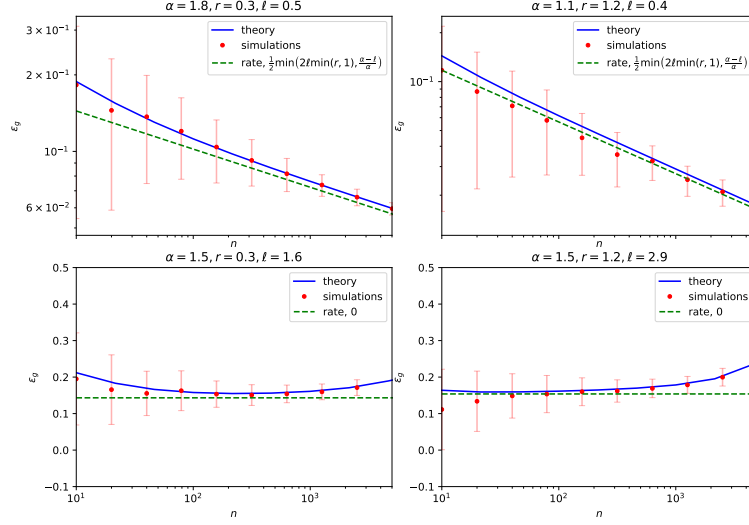 α = 1.8, r = 0.3, ℓ = 0.5
3 × 10⁻¹
2 × 10⁻¹
10⁻¹
6 × 10⁻²
ε_g
n
theory
simulations
rate, ½min(2ℓmin(r, 1), (α−ℓ)/α)
α = 1.1, r = 1.2, ℓ = 0.4
10⁻¹
ε_g
n
theory
simulations
rate, ½min(2ℓmin(r, 1), (α−ℓ)/α)
α = 1.5, r = 0.3, ℓ = 1.6
0.5
0.4
0.3
0.2
0.1
0.0
−0.1
ε_g
10¹ 10² 10³
n
theory
simulations
rate, 0
α = 1.5, r = 1.2, ℓ = 2.9
0.5
0.4
0.3
0.2
0.1
0.0
−0.1
ε_g
10¹ 10² 10³
n
theory
simulations
rate, 0